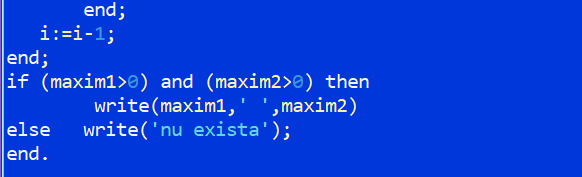 end;
i:=i-1;
end;
if (maxim1>0) and (maxim2>0) then
write(maxim1,' ',maxim2)
else   write('nu exista');
end.